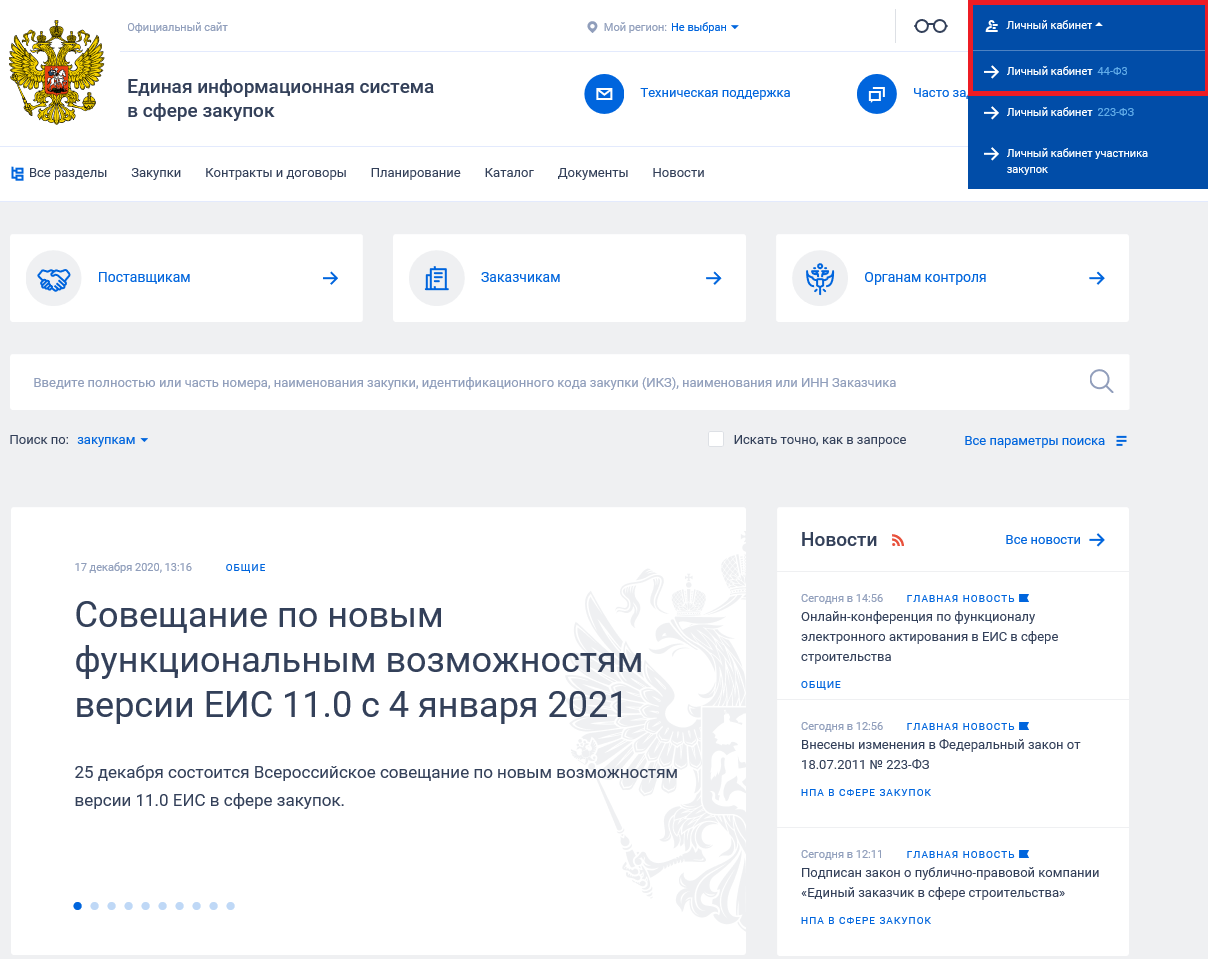 Официальный сайт
Мой регион: Не выбран
Личный кабинет
Единая информационная система
в сфере закупок
Техническая поддержка
Часто
Личный кабинет 44-ФЗ
Личный кабинет 223-ФЗ
Личный кабинет участника
закупок
Все разделы Закупки Контракты и договоры Планирование Каталог Документы Новости
Поставщикам
Заказчикам
Органам контроля
Введите полностью или часть номера, наименования закупки, идентификационного кода закупки (ИКЗ), наименования или ИНН Заказчика
Поиск по: закупкам
Искать точно, как в запросе
Все параметры поиска
17 декабря 2020, 13:16 ОБЩИЕ
Совещание по новым
функциональным возможностям
версии ЕИС 11.0 с 4 января 2021
25 декабря состоится Всероссийское совещание по новым возможностям
версии 11.0 ЕИС в сфере закупок.
Новости
Все новости
Сегодня в 14:56 ГЛАВНАЯ НОВОСТЬ
Онлайн-конференция по функционалу
электронного актирования в ЕИС в сфере
строительства
ОБЩИЕ
Сегодня в 12:56 ГЛАВНАЯ НОВОСТЬ
Внесены изменения в Федеральный закон от
18.07.2011 № 223-ФЗ
НПА В СФЕРЕ ЗАКУПОК
Сегодня в 12:11 ГЛАВНАЯ НОВОСТЬ
Подписан закон о публично-правовой компании
«Единый заказчик в сфере строительства»
НПА В СФЕРЕ ЗАКУПОК